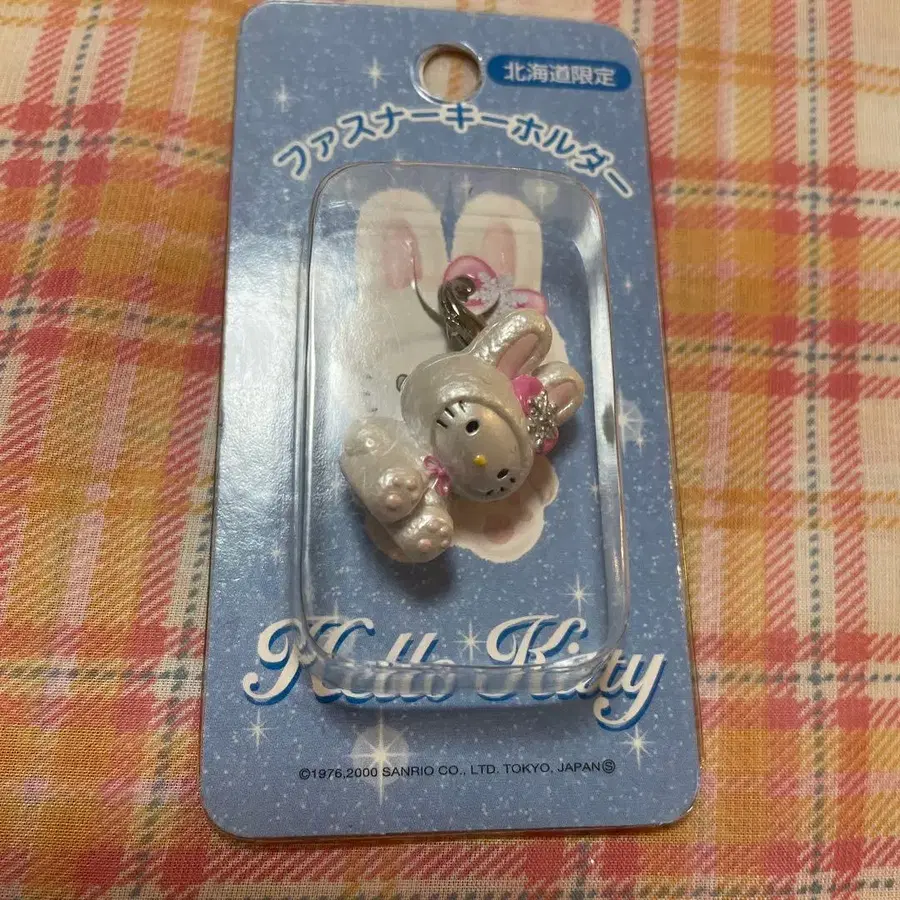 北海道限定
ファスナーキーホルダー
Hello Kitty
©1976,2000 SANRIO CO., LTD. TOKYO, JAPANⓈ